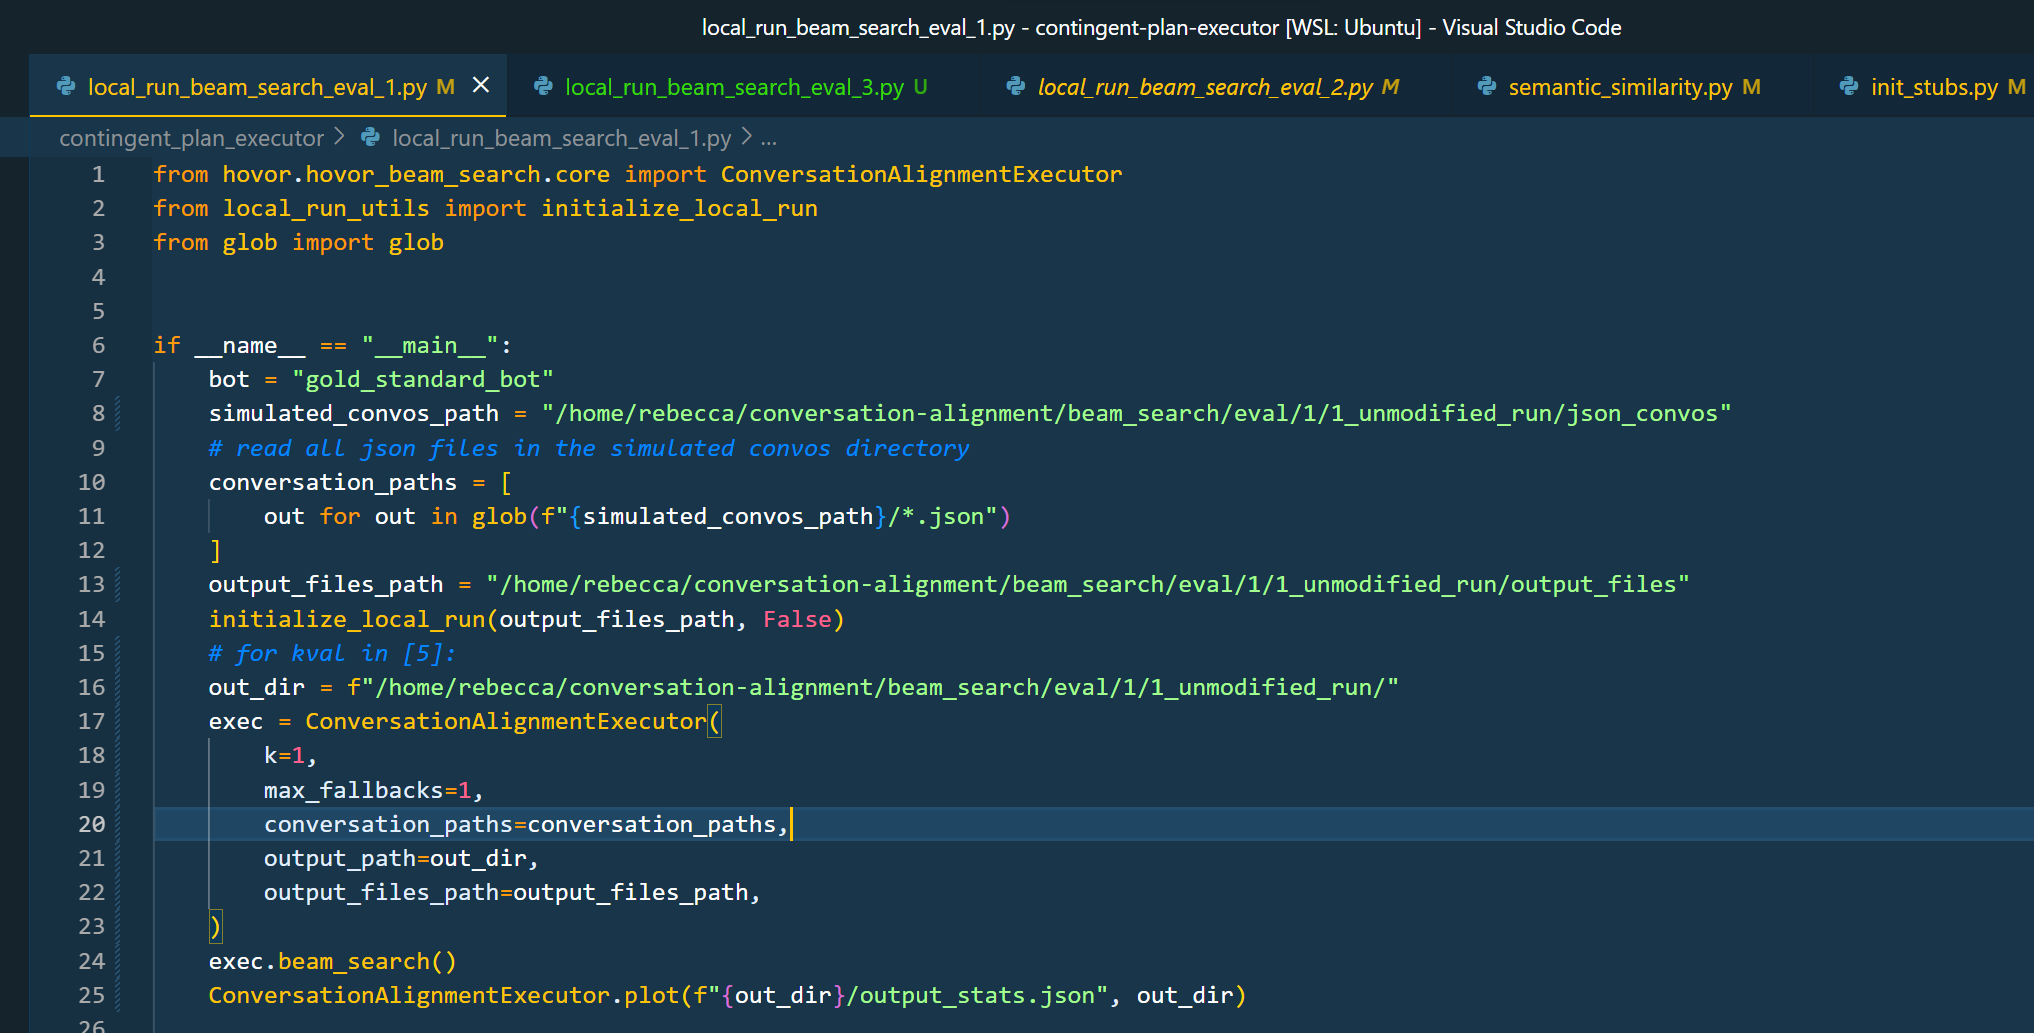 local_run_beam_search_eval_1.py - contingent-plan-executor [WSL: Ubuntu] - Visual Studio Code
local_run_beam_search_eval_1.py M × local_run_beam_search_eval_3.py U local_run_beam_search_eval_2.py M semantic_similarity.py M init_stubs.py M
contingent_plan_executor > local_run_beam_search_eval_1.py > ...
1 from hovor.hovor_beam_search.core import ConversationAlignmentExecutor
2 from local_run_utils import initialize_local_run
3 from glob import glob
4
5
6 if __name__ == "__main__":
7     bot = "gold_standard_bot"
8     simulated_convos_path = "/home/rebecca/conversation-alignment/beam_search/eval/1/1_unmodified_run/json_convos"
9     # read all json files in the simulated convos directory
10     conversation_paths = [
11         out for out in glob(f"{simulated_convos_path}/*.json")
12     ]
13     output_files_path = "/home/rebecca/conversation-alignment/beam_search/eval/1/1_unmodified_run/output_files"
14     initialize_local_run(output_files_path, False)
15     # for kval in [5]:
16     out_dir = f"/home/rebecca/conversation-alignment/beam_search/eval/1/1_unmodified_run/"
17     exec = ConversationAlignmentExecutor(
18         k=1,
19         max_fallbacks=1,
20         conversation_paths=conversation_paths,
21         output_path=out_dir,
22         output_files_path=output_files_path,
23     )
24     exec.beam_search()
25     ConversationAlignmentExecutor.plot(f"{out_dir}/output_stats.json", out_dir)
26